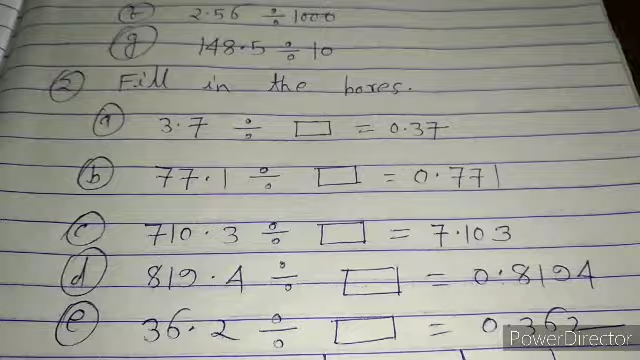 2.56 ÷ 1000
(g) 148.5 ÷ 10
(2) Fill in the boxes.
(a) 3.7 ÷ □ = 0.37
(b) 77.1 ÷ □ = 0.771
(c) 710.3 ÷ □ = 7.103
(d) 819.4 ÷ □ = 0.8194
(e) 36.2 ÷ □ = 0.362
PowerDirector